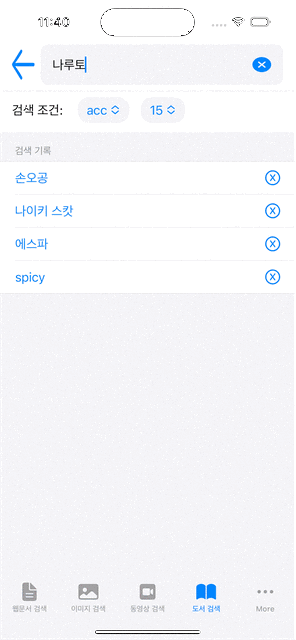 11:40
나루토
검색 조건: acc 15
검색 기록
손오공
나이키 스캇
에스파
spicy
웹문서 검색 이미지 검색 동영상 검색 도서 검색 More